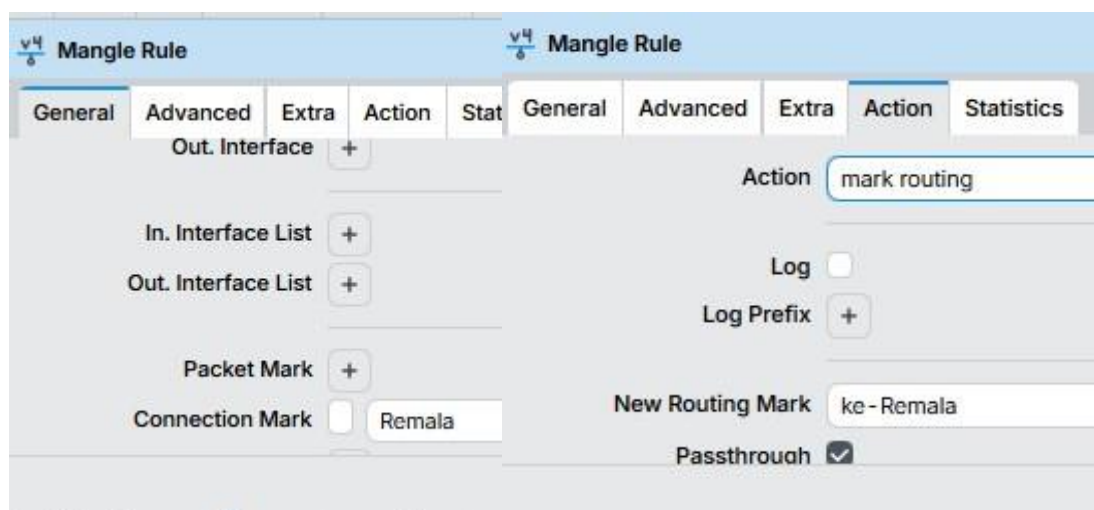 Mangle Rule
General Advanced Extra Action Stat
Out. Interface +
In. Interface List +
Out. Interface List +
Packet Mark +
Connection Mark Remala
Mangle Rule
General Advanced Extra Action Statistics
Action mark routing
Log
Log Prefix +
New Routing Mark ke-Remala
Passthrough